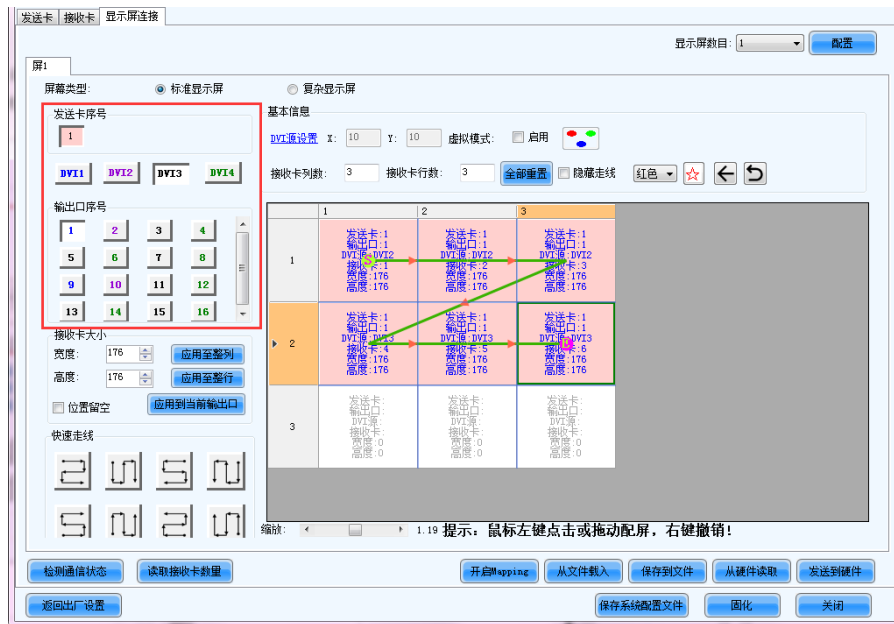 发送卡 接收卡 显示屏连接
显示屏数目: 1 配置
屏1
屏幕类型: 标准显示屏 复杂显示屏
发送卡序号
1
DVI1 DVI2 DVI3 DVI4
输出口序号
1 2 3 4
5 6 7 8
9 10 11 12
13 14 15 16
接收卡大小
宽度: 176 应用至整列
高度: 176 应用至整行
位置留空 应用到当前输出口
快速走线
基本信息
DVI源设置 X: 10 Y: 10 虚拟模式: 启用
接收卡列数: 3 接收卡行数: 3 全部重置 隐藏走线 红色
1 2 3
1
发送卡:1 发送卡:1 发送卡:1
输出口:1 输出口:1 输出口:1
DVI源:DVI2 DVI源:DVI2 DVI源:DVI2
接收卡:1 接收卡:2 接收卡:3
宽度:176 宽度:176 宽度:176
高度:176 高度:176 高度:176
2
发送卡:1 发送卡:1 发送卡:1
输出口:1 输出口:1 输出口:1
DVI源:DVI3 DVI源:DVI3 DVI源:DVI3
接收卡:4 接收卡:5 接收卡:6
宽度:176 宽度:176 宽度:176
高度:176 高度:176 高度:176
3
发送卡: 发送卡: 发送卡:
输出口: 输出口: 输出口:
DVI源: DVI源: DVI源:
接收卡: 接收卡: 接收卡:
宽度:0 宽度:0 宽度:0
高度:0 高度:0 高度:0
缩放: 1.19 提示：鼠标左键点击或拖动配屏，右键撤销!
检测通信状态 读取接收卡数量 开启Mapping 从文件载入 保存到文件 从硬件读取 发送到硬件
返回出厂设置 保存系统配置文件 固化 关闭